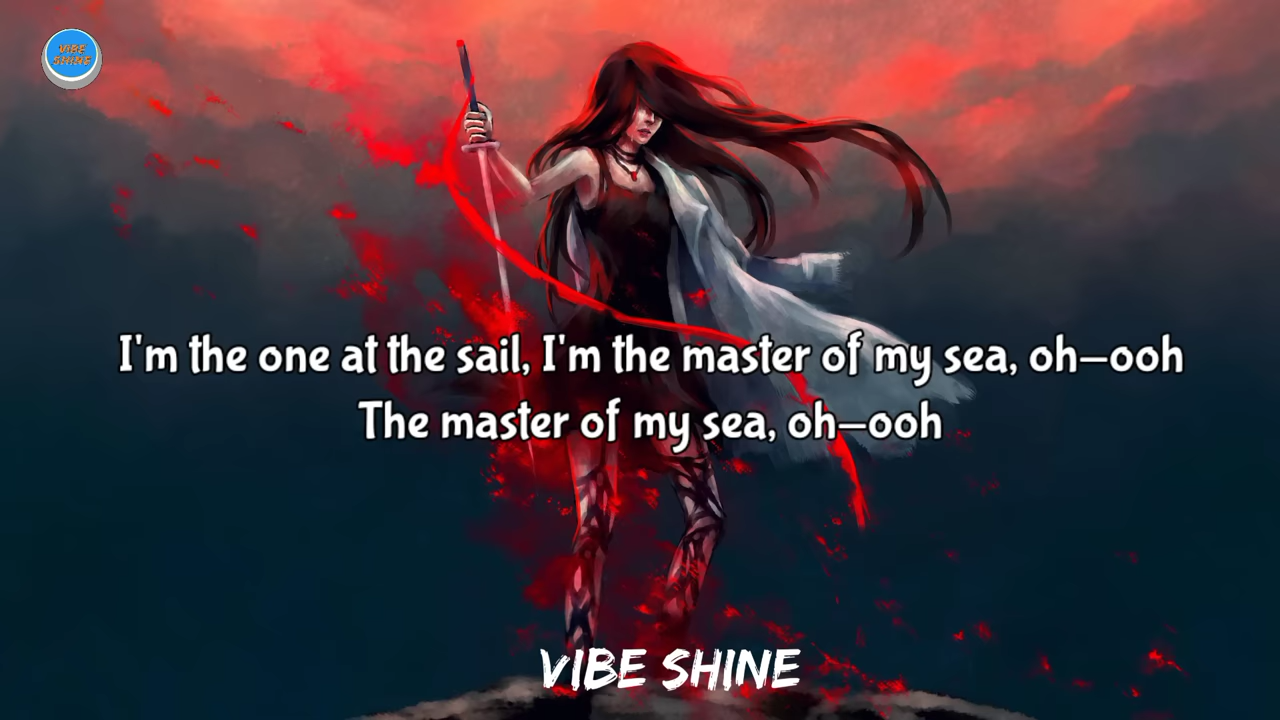 VIBE
SHINE
I'm the one at the sail, I'm the master of my sea, oh–ooh
The master of my sea, oh–ooh
VIBE SHINE